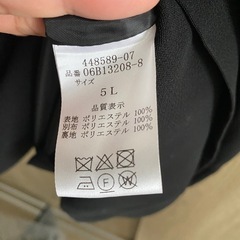 448589-07
品番 06B13208-8
サイズ
5L
品質表示
表地 ポリエステル 100%
別布 ポリエステル 100%
裏地 ポリエステル 100%